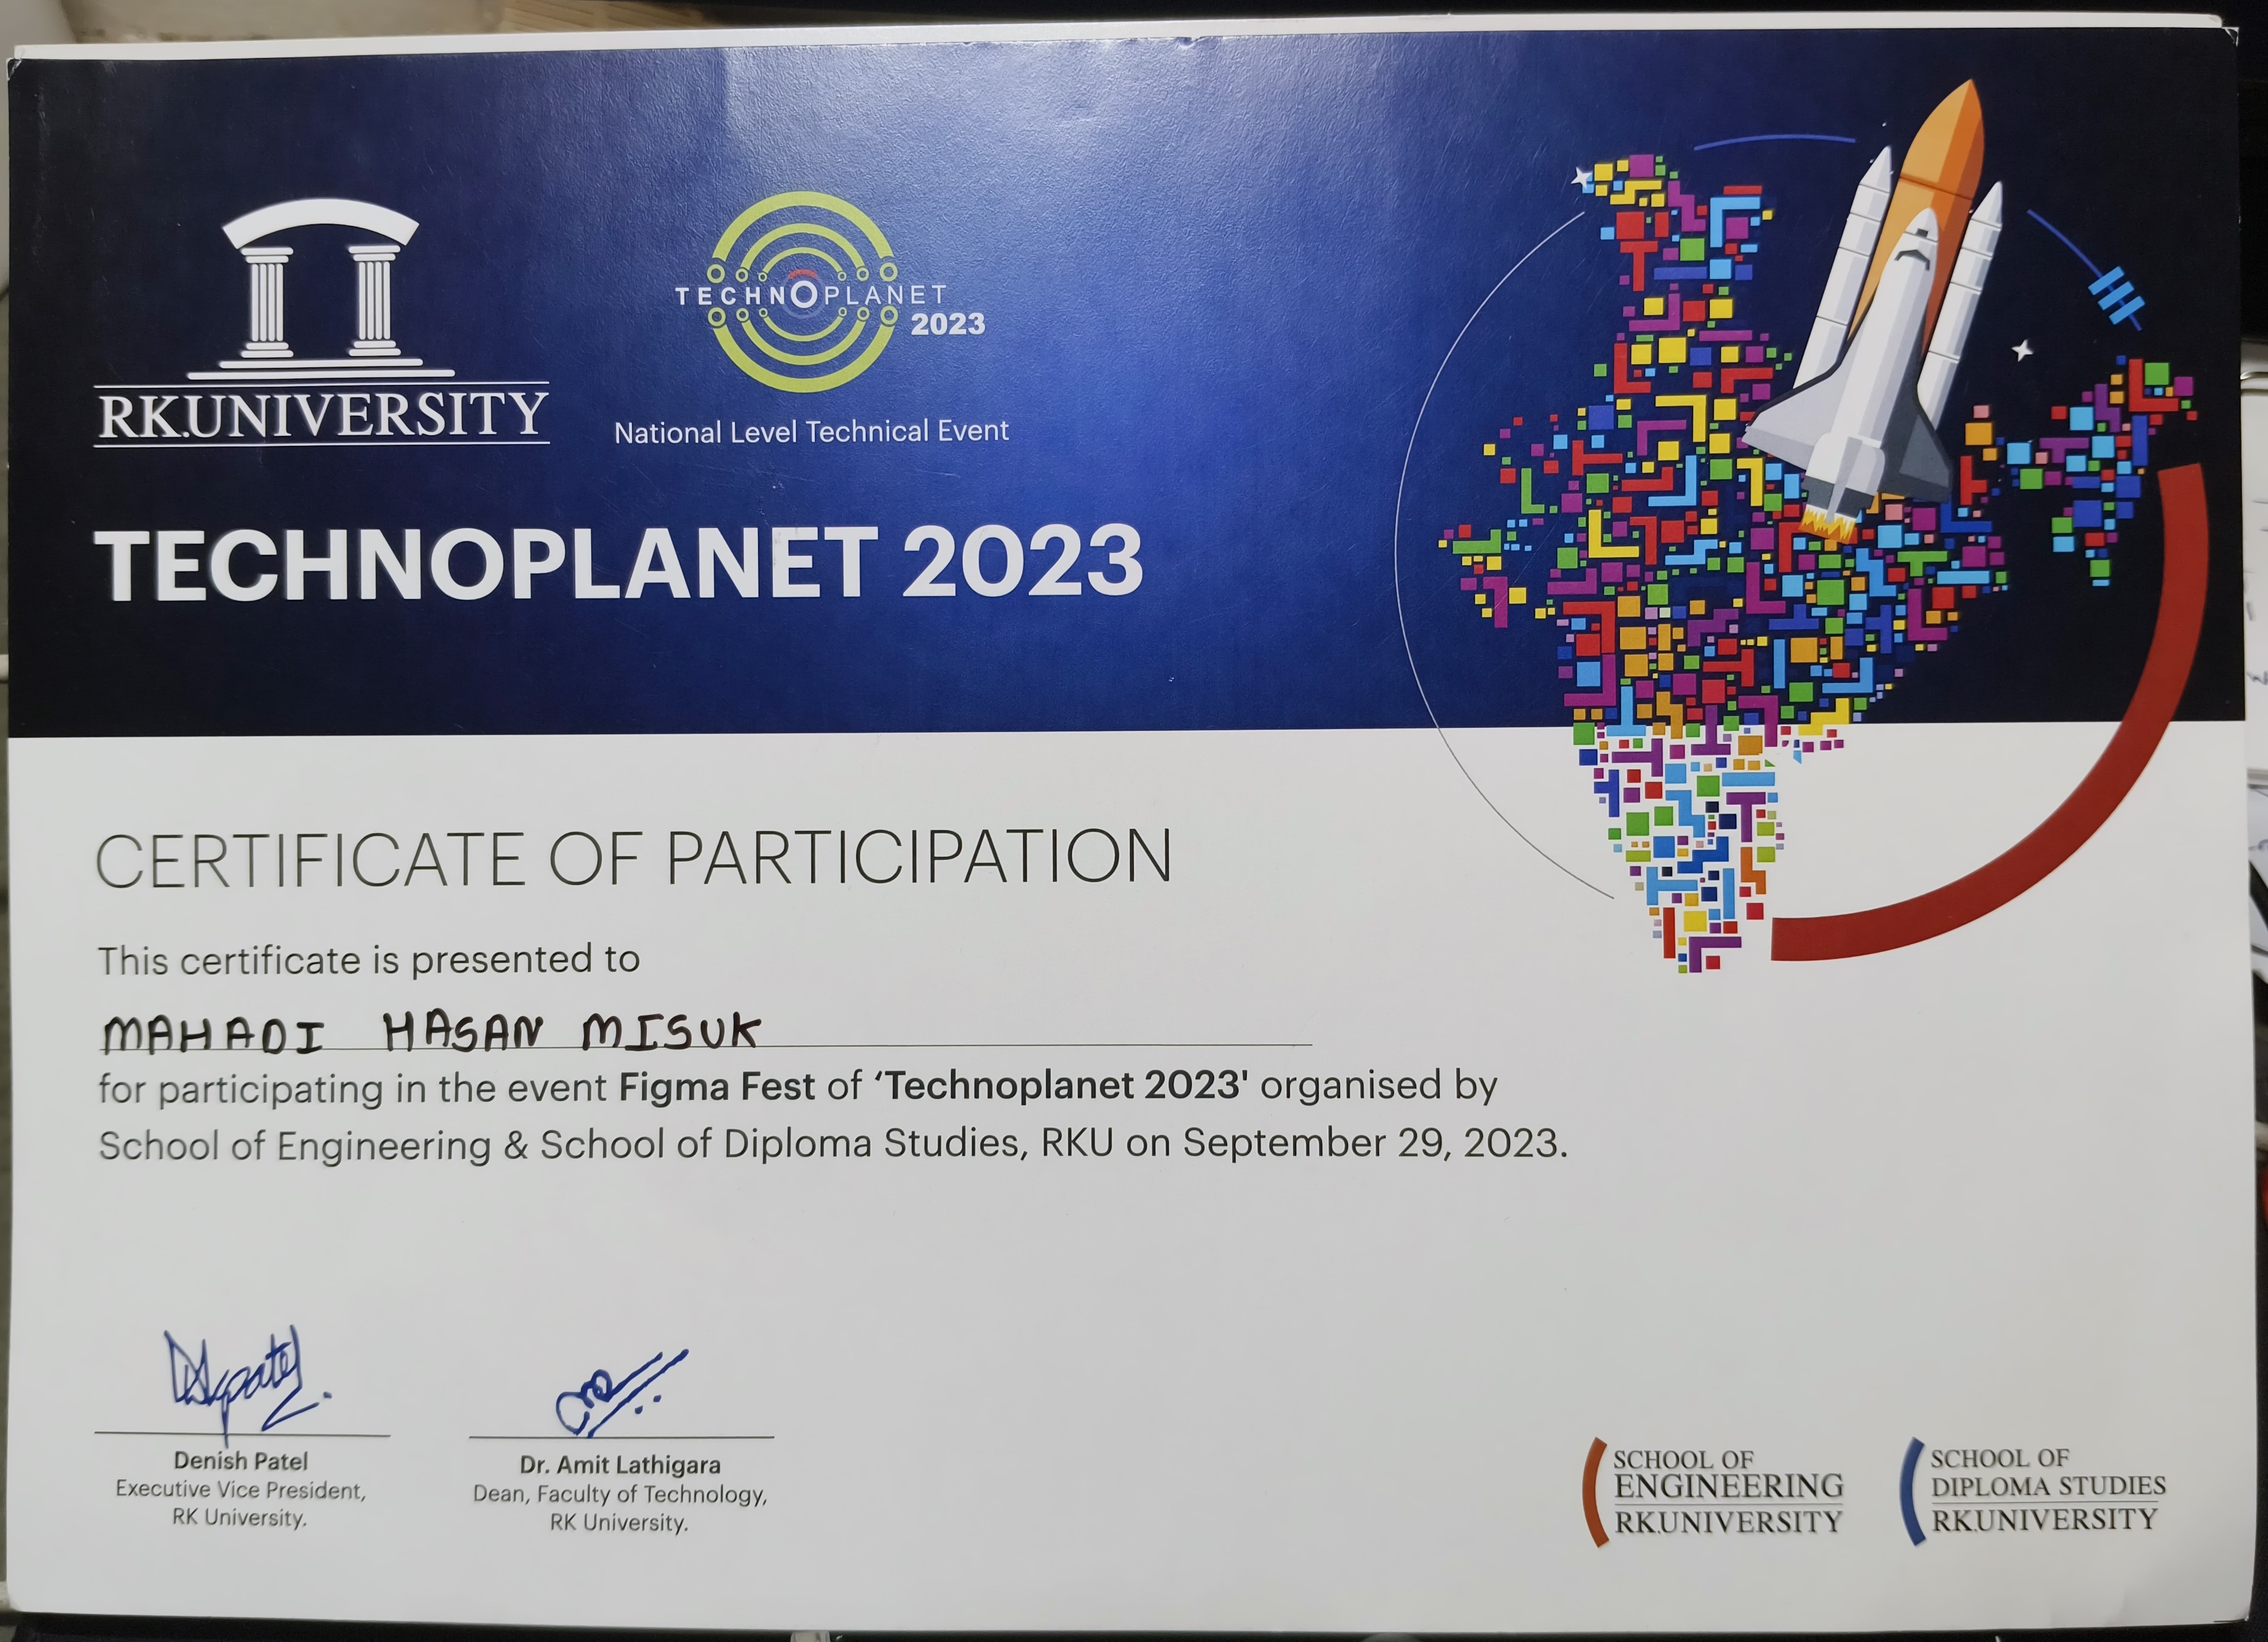 RK.UNIVERSITY
TECHNOPLANET
2023
National Level Technical Event
TECHNOPLANET 2023
CERTIFICATE OF PARTICIPATION
This certificate is presented to
MAHADI HASAN MISUK
for participating in the event Figma Fest of ‘Technoplanet 2023' organised by
School of Engineering & School of Diploma Studies, RKU on September 29, 2023.
Denish Patel
Executive Vice President,
RK University.
Dr. Amit Lathigara
Dean, Faculty of Technology,
RK University.
SCHOOL OF
ENGINEERING
RK.UNIVERSITY
SCHOOL OF
DIPLOMA STUDIES
RK.UNIVERSITY